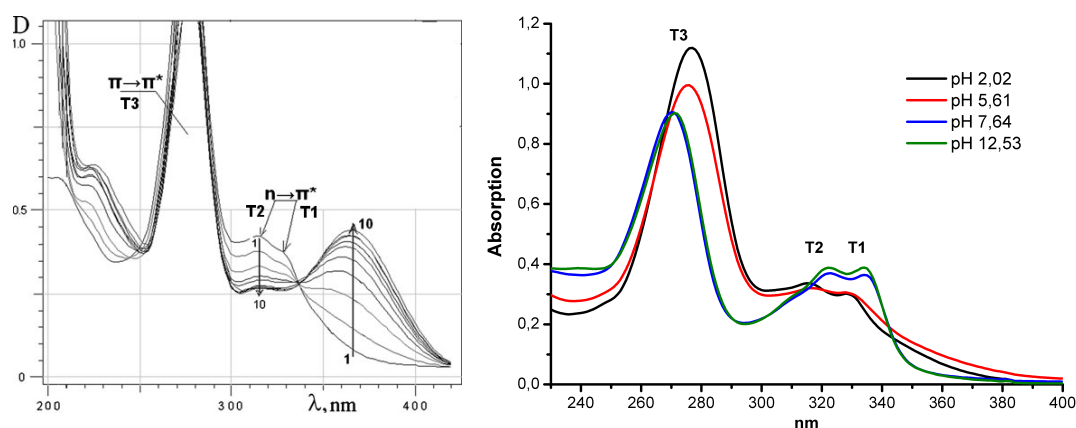 D
1.0
π→π*
T3
0.5
n→π*
T2 T1
1
10
10
1
0
200
300
400
λ, nm
1,2
1,0
0,8
0,6
0,4
0,2
0,0
Absorption
T3
T2 T1
pH 2,02
pH 5,61
pH 7,64
pH 12,53
240 260 280 300 320 340 360 380 400
nm